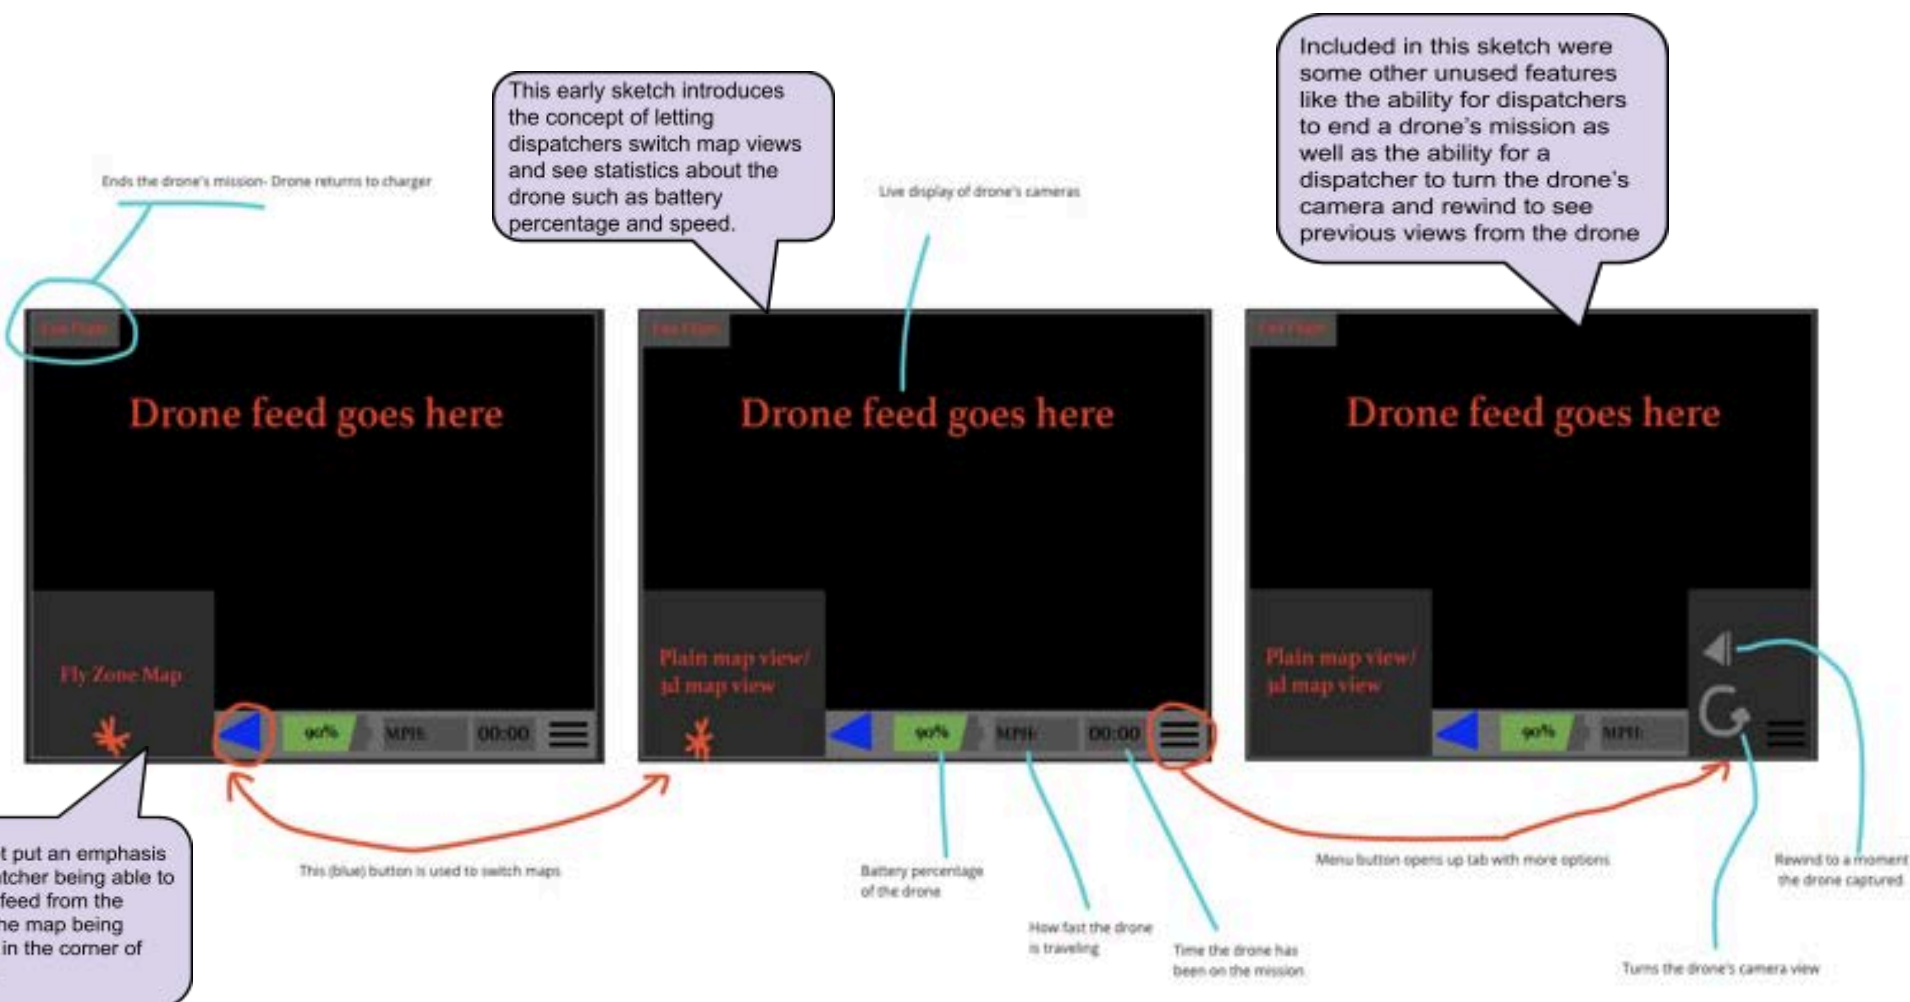 Included in this sketch were
some other unused features
like the ability for dispatchers
to end a drone's mission as
well as the ability for a
dispatcher to turn the drone's
camera and rewind to see
previous views from the drone
This early sketch introduces
the concept of letting
dispatchers switch map views
and see statistics about the
drone such as battery
percentage and speed.
Ends the drone's mission- Drone returns to charger
Live display of drone's cameras
Drone feed goes here
Drone feed goes here
Drone feed goes here
Fly Zone Map
Plain map view/
3d map view
Plain map view/
3d map view
90%
MPH:
00:00
90%
MPH:
00:00
90%
MPH:
put an emphasis
tcher being able to
feed from the
he map being
in the corner of
This (blue) button is used to switch maps
Battery percentage
of the drone
How fast the drone
is traveling
Time the drone has
been on the mission
Menu button opens up tab with more options
Rewind to a moment
the drone captured
Turns the drone's camera view